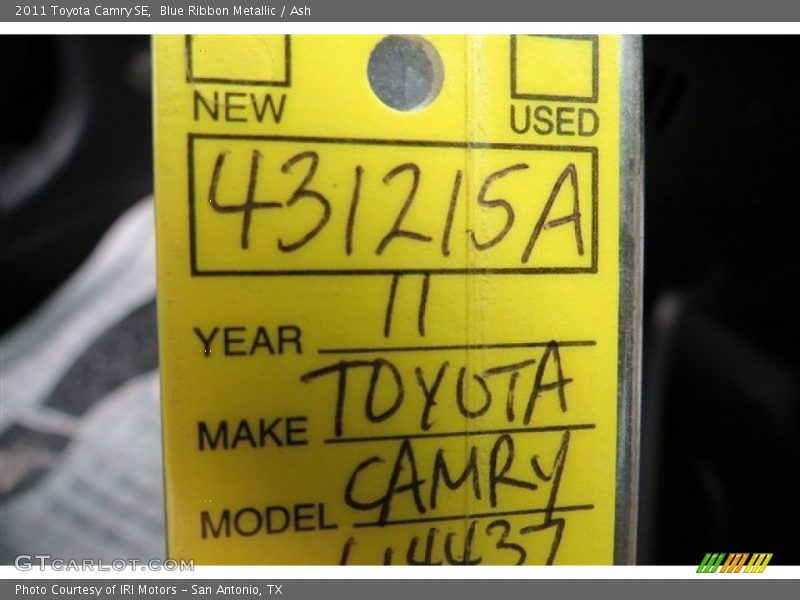 2011 Toyota Camry SE, Blue Ribbon Metallic / Ash
NEW USED
431215A
YEAR 11
MAKE TOYOTA
MODEL CAMRY
GTCARLOT.COM
Photo Courtesy of IRI Motors - San Antonio, TX